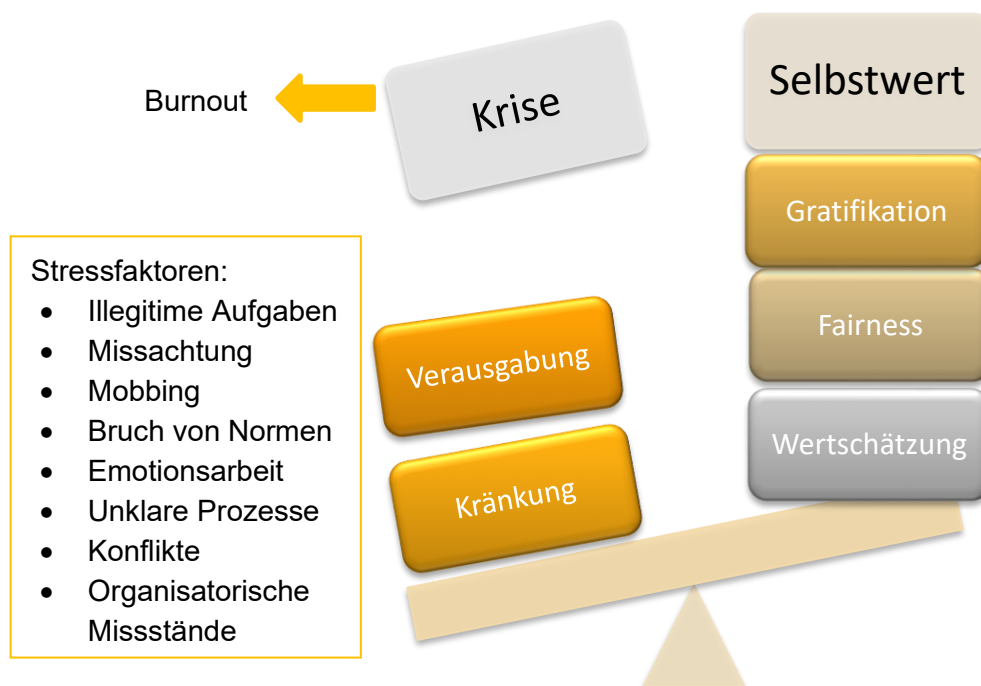 Burnout
Krise
Selbstwert
Gratifikation
Fairness
Wertschätzung
Verausgabung
Kränkung
Stressfaktoren:
• Illegitime Aufgaben
• Missachtung
• Mobbing
• Bruch von Normen
• Emotionsarbeit
• Unklare Prozesse
• Konflikte
• Organisatorische
Missstände